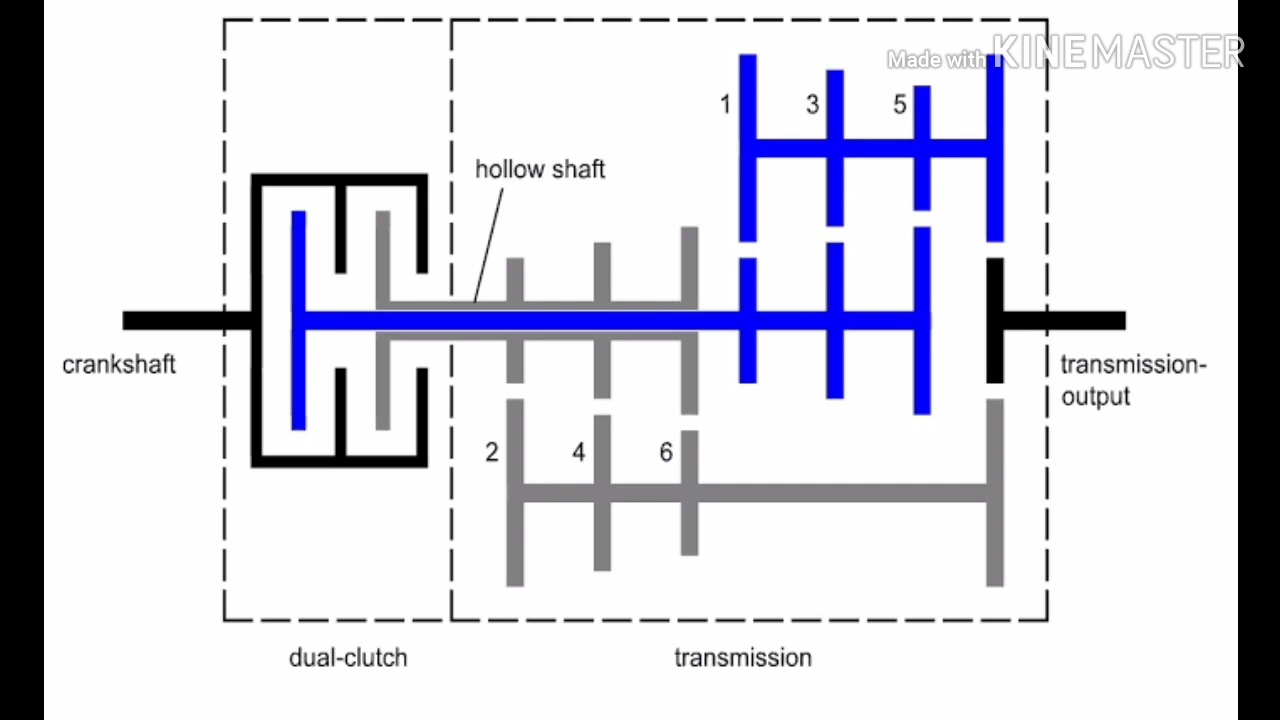 Made with KINEMASTER
1
3
5
hollow shaft
crankshaft
transmission-
output
2
4
6
dual-clutch
transmission